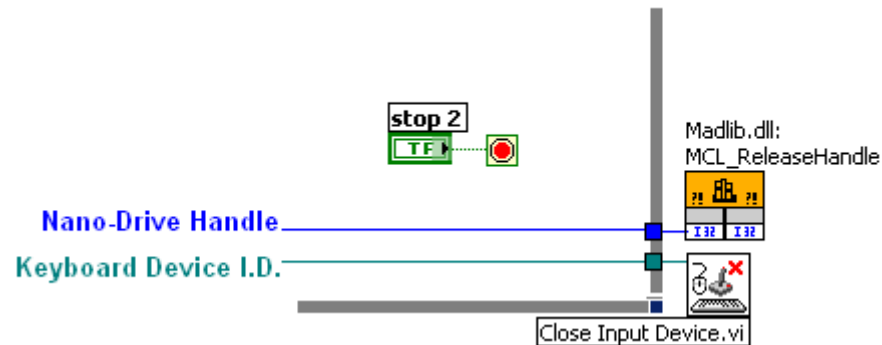 stop 2
TF
Madlib.dll:
MCL_ReleaseHandle
?! ?!
I32 I32
Nano-Drive Handle
Keyboard Device I.D.
Close Input Device.vi